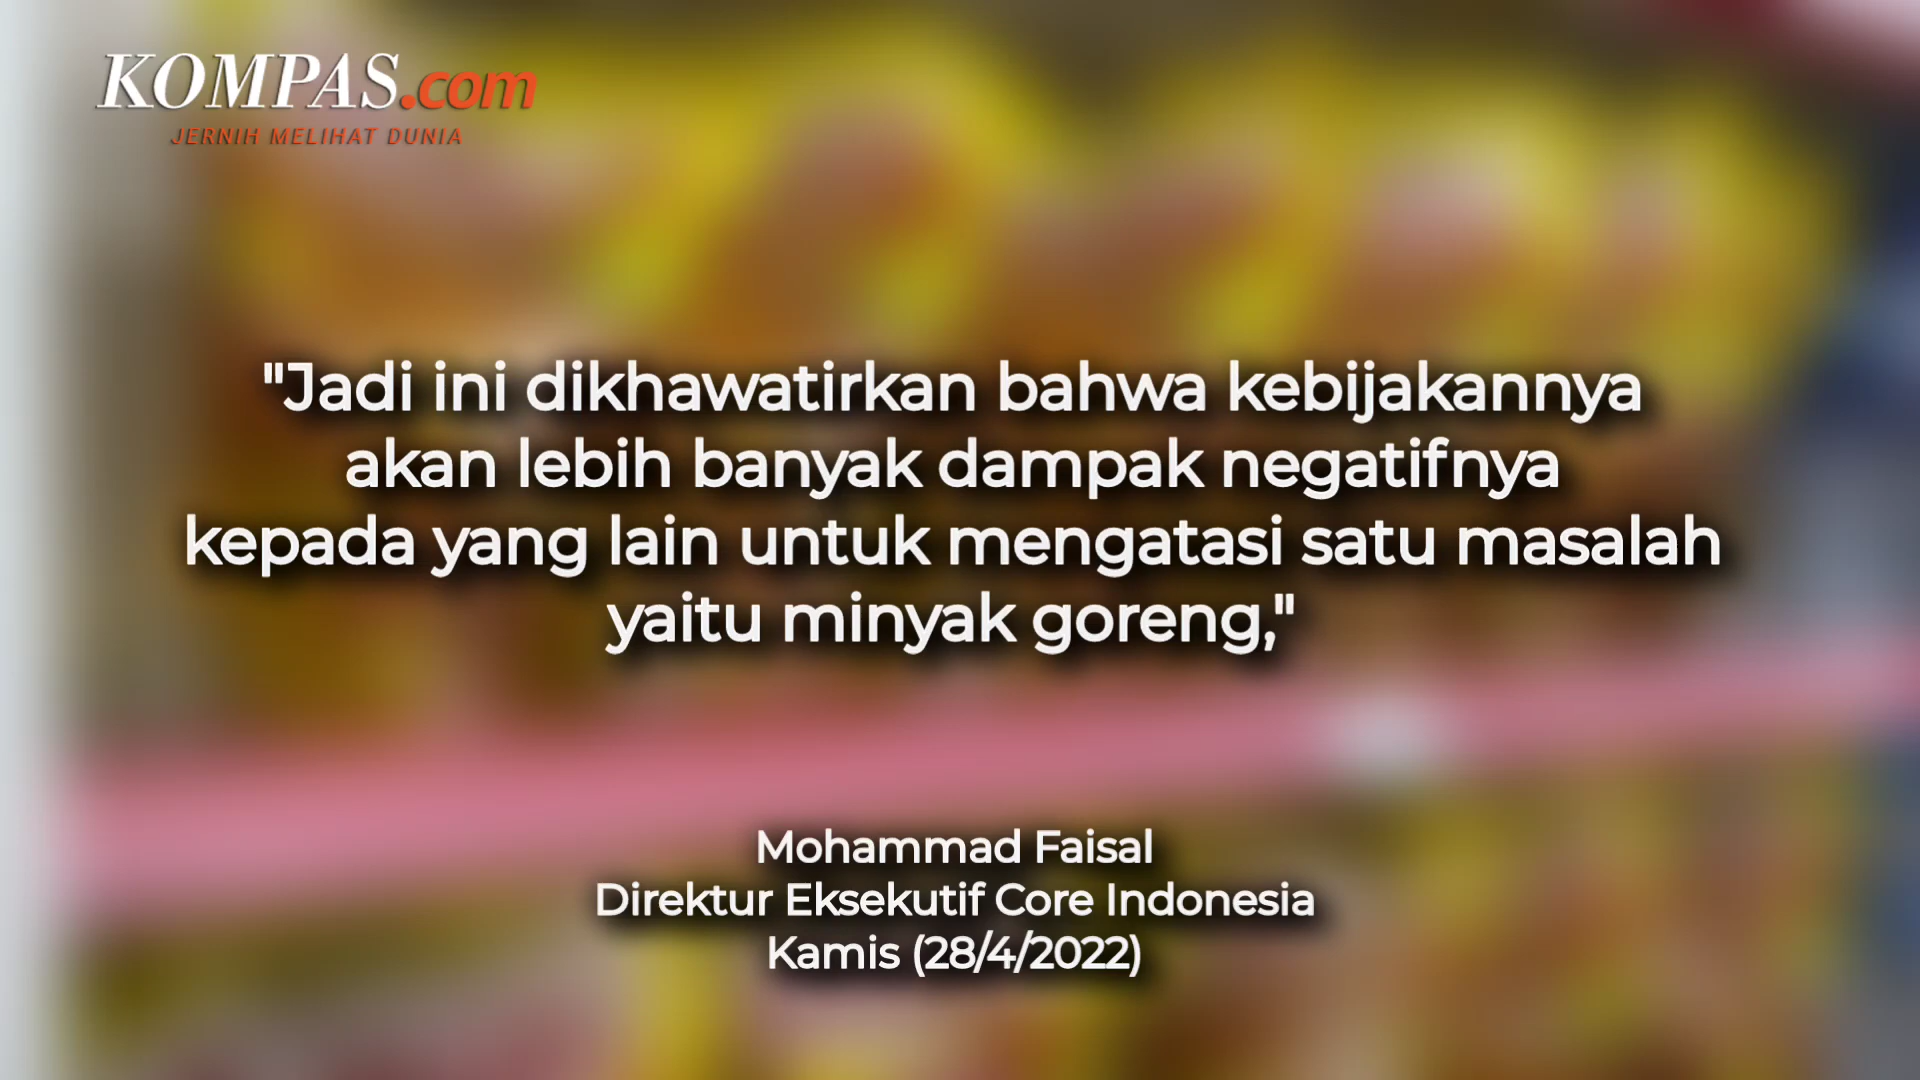 KOMPAS.com
JERNIH MELIHAT DUNIA
"Jadi ini dikhawatirkan bahwa kebijakannya
akan lebih banyak dampak negatifnya
kepada yang lain untuk mengatasi satu masalah
yaitu minyak goreng,"
Mohammad Faisal
Direktur Eksekutif Core Indonesia
Kamis (28/4/2022)